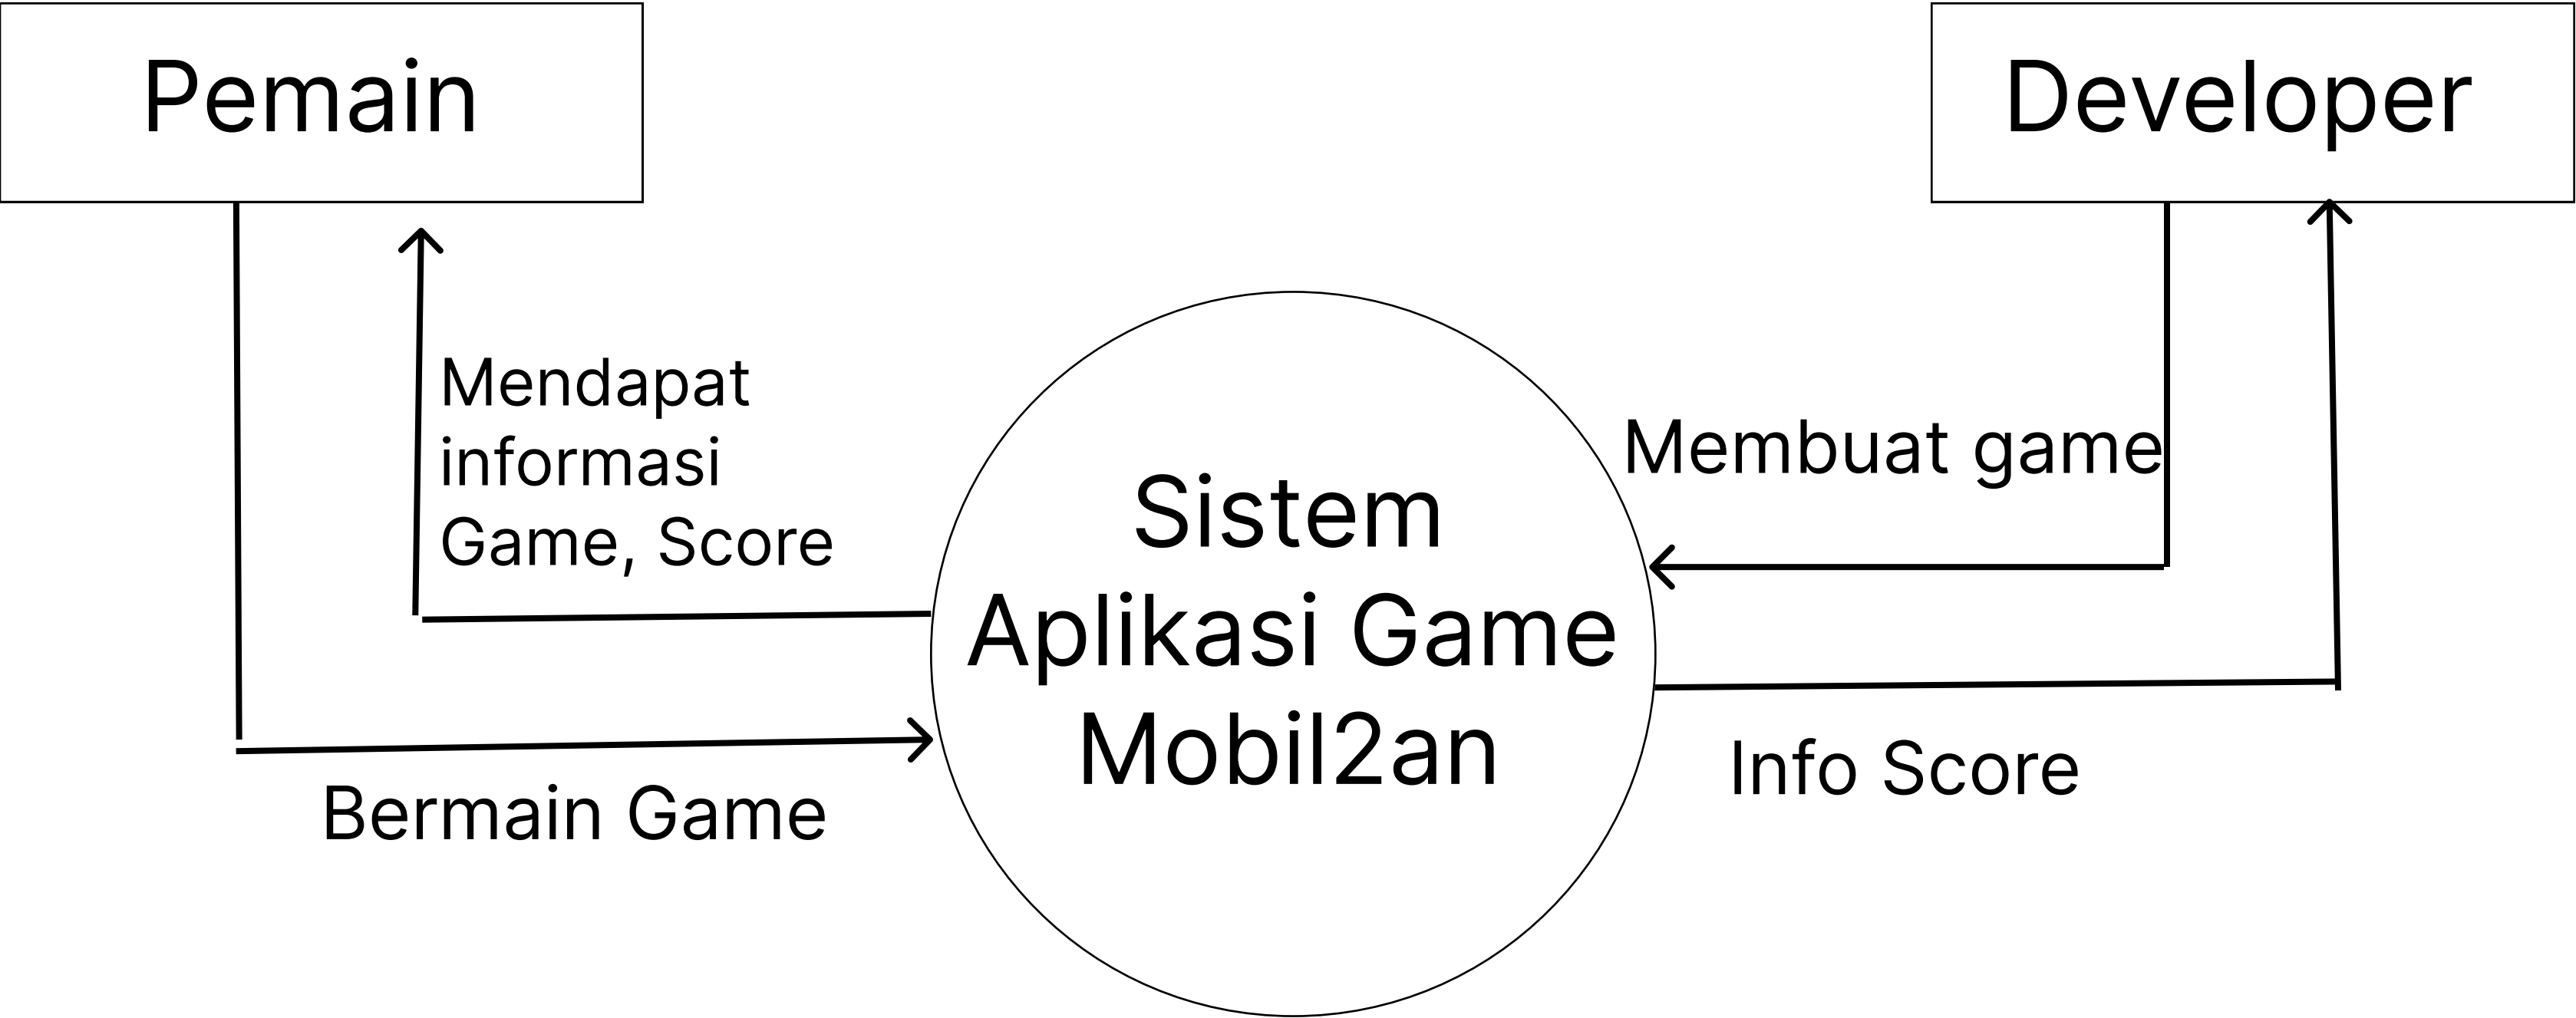 Pemain
Developer
Mendapat
informasi
Game, Score
Membuat game
Sistem
Aplikasi Game
Mobil2an
Bermain Game
Info Score